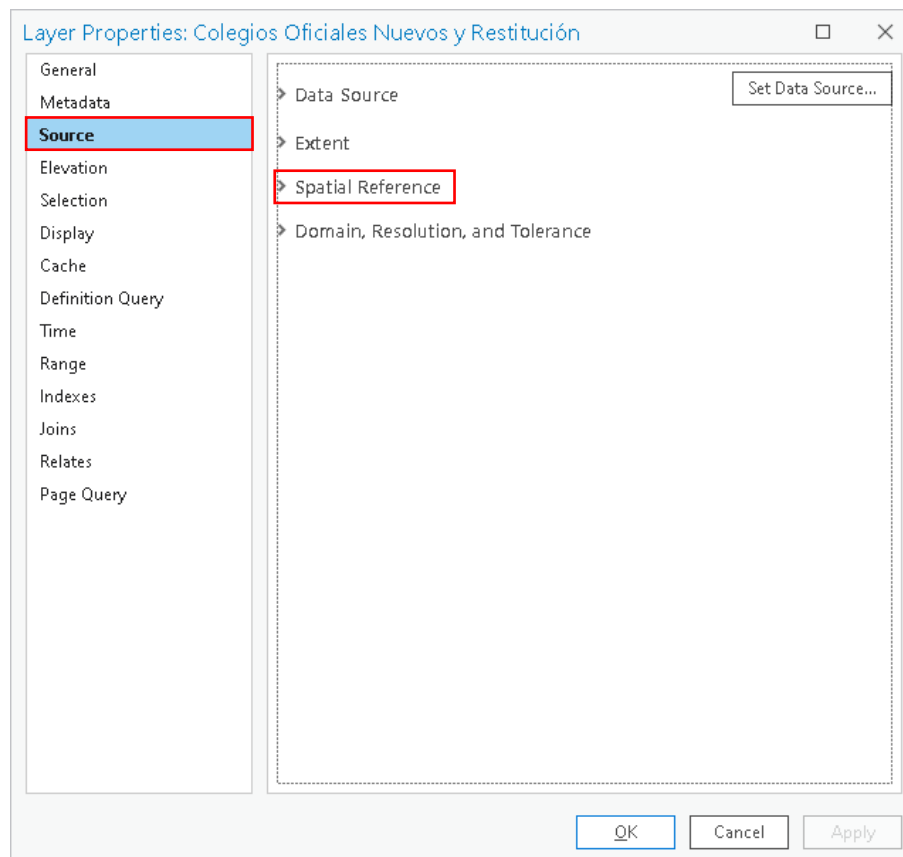 Layer Properties: Colegios Oficiales Nuevos y Restitución
General
Metadata
Source
Elevation
Selection
Display
Cache
Definition Query
Time
Range
Indexes
Joins
Relates
Page Query
Set Data Source...
Data Source
Extent
Spatial Reference
Domain, Resolution, and Tolerance
OK
Cancel
Apply